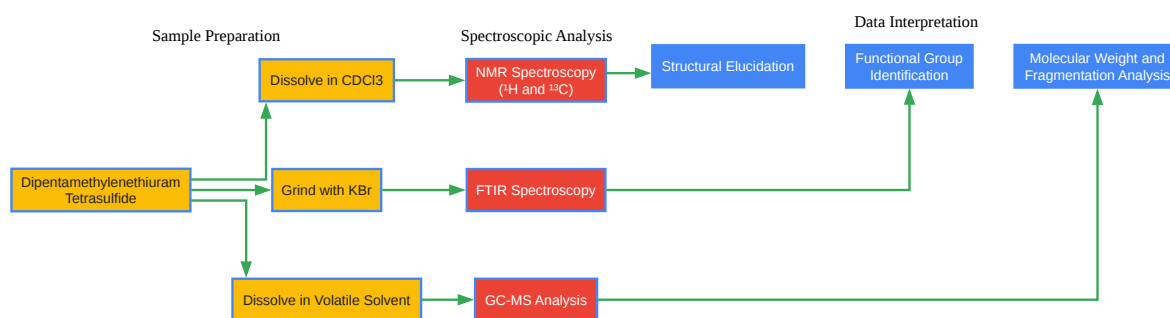 Sample Preparation
Spectroscopic Analysis
Data Interpretation
Dissolve in CDCl3
NMR Spectroscopy
(¹H and ¹³C)
Structural Elucidation
Functional Group
Identification
Molecular Weight and
Fragmentation Analysis
Dipentamethylenethiuram
Tetrasulfide
Grind with KBr
FTIR Spectroscopy
Dissolve in Volatile Solvent
GC-MS Analysis